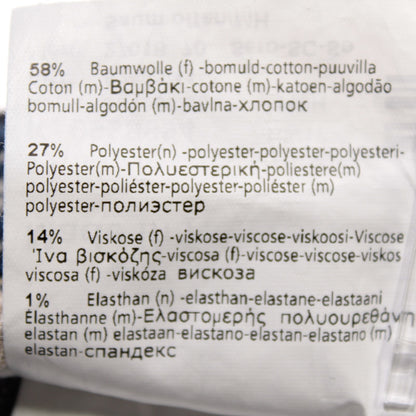 58% Baumwolle (f) -bomuld-cotton-puuvilla
Coton (m)-Βαμβάκι-cotone (m)-katoen-algodão
bomull-algodón (m)-bavlna-хлопок
27% Polyester(n) -polyester-polyester-polyesteri-
Polyester(m)-Πολυεστερική-poliestere(m)
polyester-poliéster-polyester-poliéster (m)
polyester-полиэстер
14% Viskose (f) -viskose-viscose-viskoosi-Viscose
Ίνα βισκόζης-viscosa (f)-viscose-viscose-viskos
viscosa (f) -viskóza вискоза
1% Elasthan (n) -elasthan-elastane-elastaani
Élasthanne (m)-Ελαστομερής πολυουρεθάνη
elastan (m) elastaan-elastano-elastan-elastano (m)
elastan-спандекс